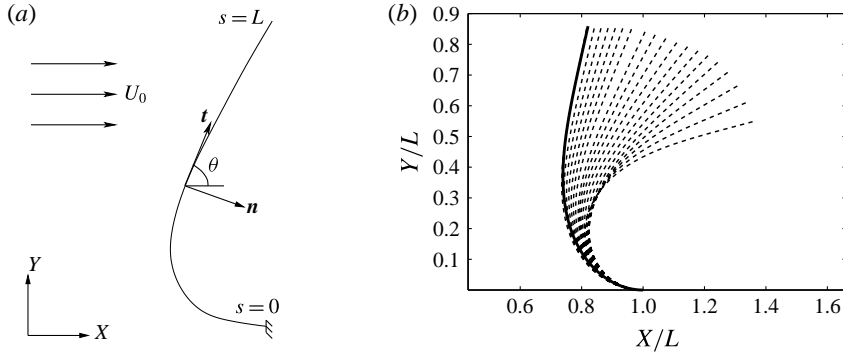 (a)
s = L
U₀
t
θ
n
Y
X
s = 0
(b)
0.9
0.8
0.7
0.6
0.5
0.4
0.3
0.2
0.1
Y/L
0.6 0.8 1.0 1.2 1.4 1.6
X/L